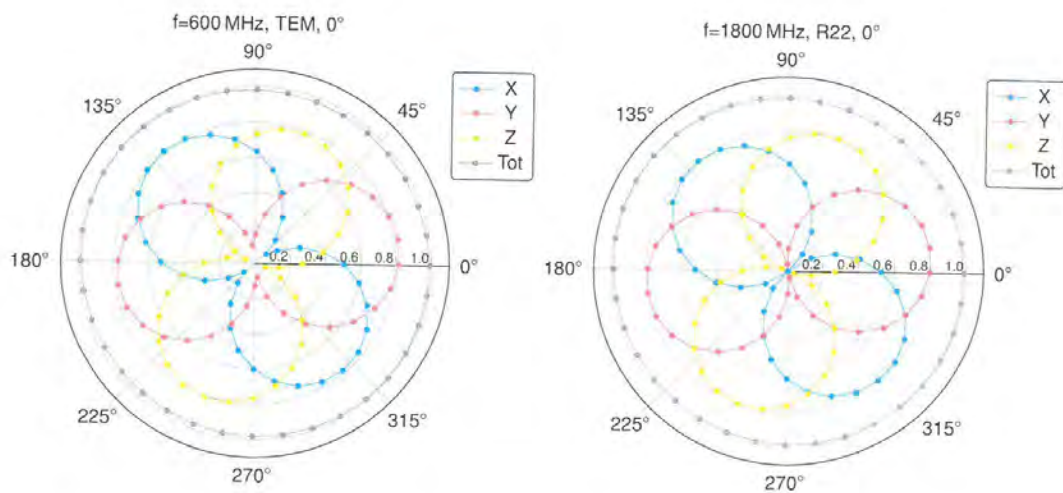 f=600 MHz, TEM, 0°
90°
135°
45°
X
Y
Z
Tot
180°
0.2 0.4 0.6 0.8 1.0
0°
225°
315°
270°
f=1800 MHz, R22, 0°
90°
135°
45°
X
Y
Z
Tot
180°
0.2 0.4 0.6 0.8 1.0
0°
225°
315°
270°